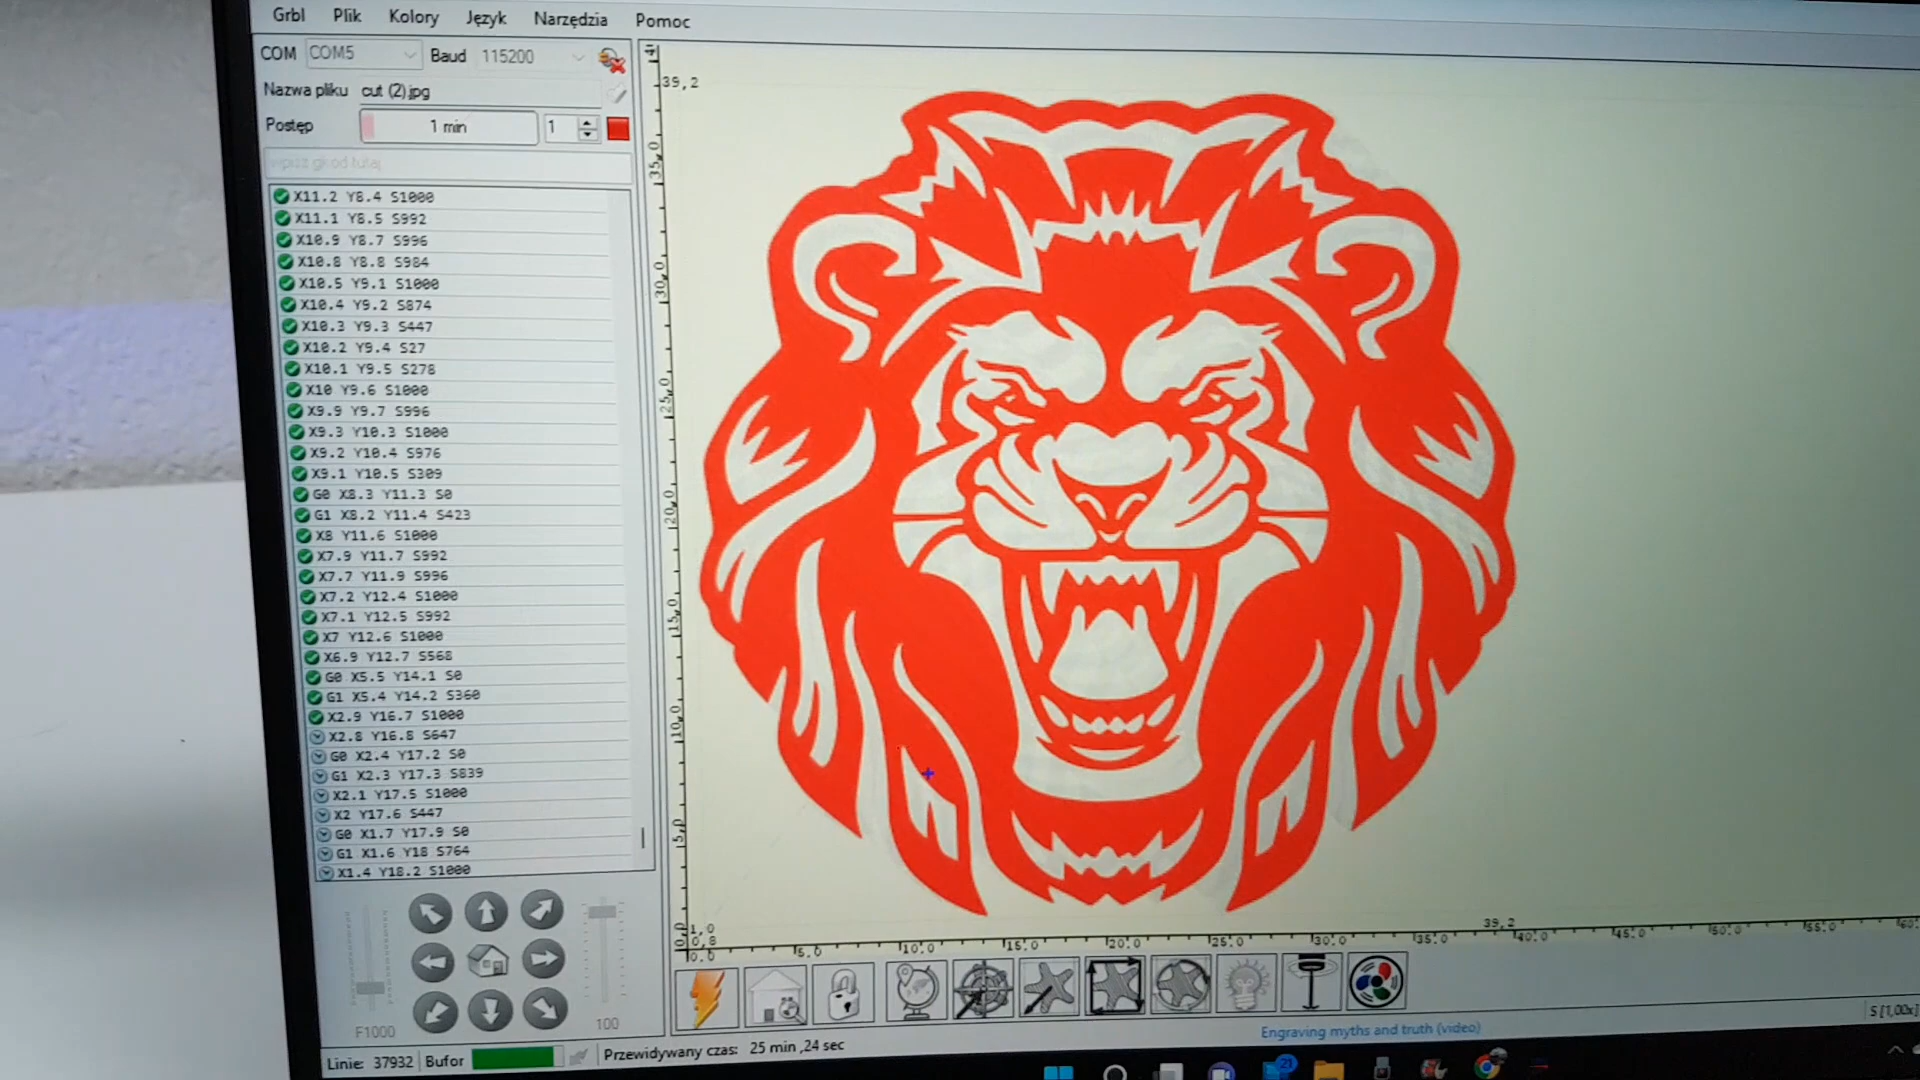 Grbl Plik Kolory Język Narzędzia Pomoc
COM COM5 Baud 115200
Nazwa pliku cut (2).jpg
Postęp 1 min 1
wpisz gkod tutaj
X11.2 Y8.4 S1000
X11.1 Y8.5 S992
X10.9 Y8.7 S996
X10.8 Y8.8 S984
X10.5 Y9.1 S1000
X10.4 Y9.2 S874
X10.3 Y9.3 S447
X10.2 Y9.4 S27
X10.1 Y9.5 S278
X10 Y9.6 S1000
X9.9 Y9.7 S996
X9.3 Y10.3 S1000
X9.2 Y10.4 S976
X9.1 Y10.5 S309
G0 X8.3 Y11.3 S0
G1 X8.2 Y11.4 S423
X8 Y11.6 S1000
X7.9 Y11.7 S992
X7.7 Y11.9 S996
X7.2 Y12.4 S1000
X7.1 Y12.5 S992
X7 Y12.6 S1000
X6.9 Y12.7 S568
G0 X5.5 Y14.1 S0
G1 X5.4 Y14.2 S360
X2.9 Y16.7 S1000
X2.8 Y16.8 S647
G0 X2.4 Y17.2 S0
G1 X2.3 Y17.3 S839
X2.1 Y17.5 S1000
X2 Y17.6 S447
G0 X1.7 Y17.9 S0
G1 X1.6 Y18 S764
X1.4 Y18.2 S1000
F1000
100
39,2
35,0
30,0
25,0
20,0
15,0
10,0
5,0
1,0
0,8
39,2
0,0 5,0 10,0 15,0 20,0 25,0 30,0 35,0 40,0 45,0 50,0 55,0
Engraving myths and truth (video)
S [1,00x]
Linie: 37932 Bufor Przewidywany czas: 25 min ,24 sec
21